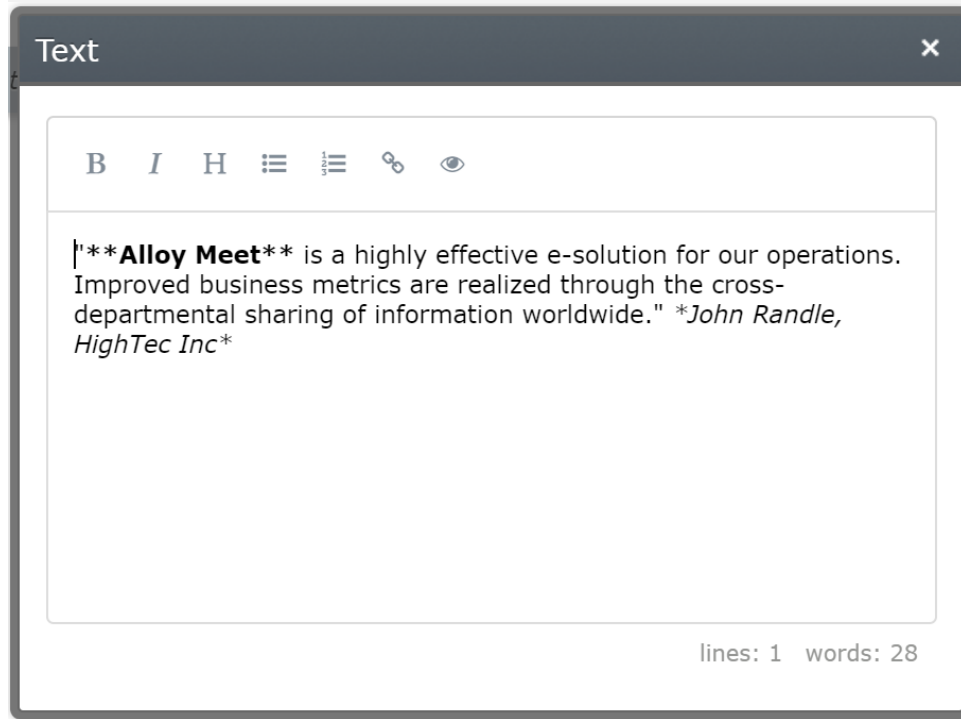 Text
B I H
"**Alloy Meet** is a highly effective e-solution for our operations.
Improved business metrics are realized through the cross-
departmental sharing of information worldwide." *John Randle,
HighTec Inc*
lines: 1 words: 28